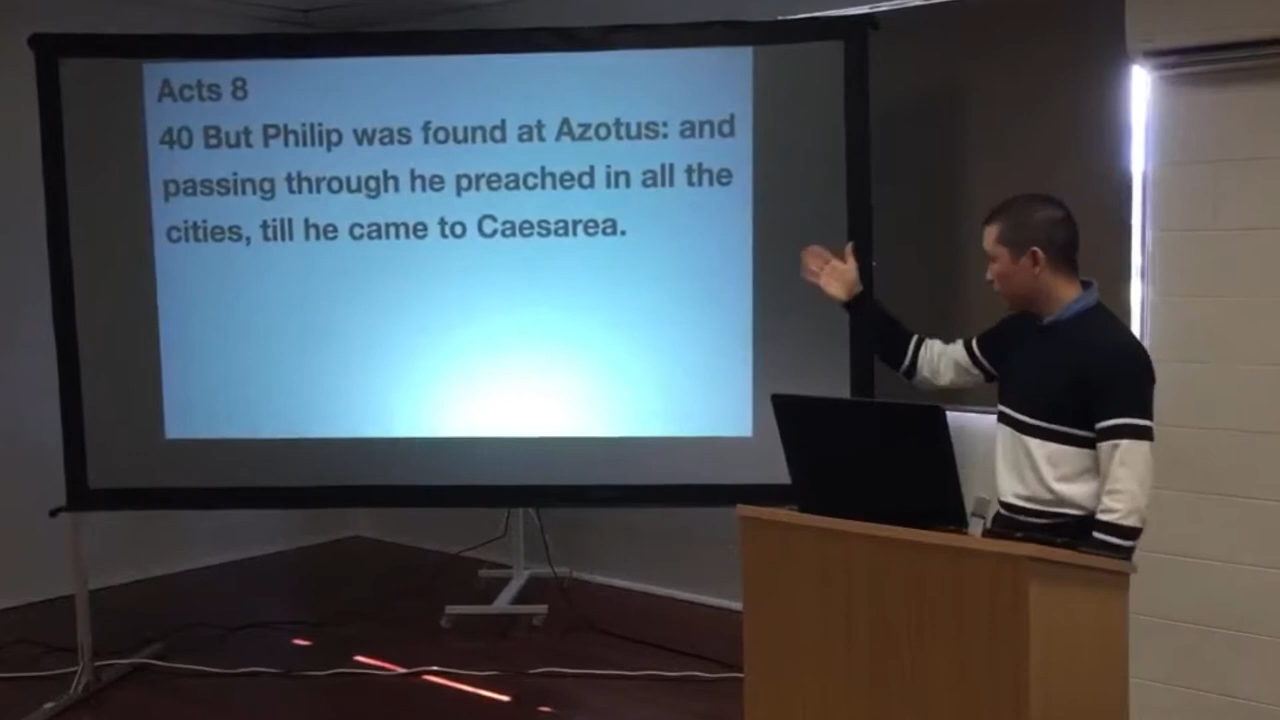 Acts 8
40 But Philip was found at Azotus: and
passing through he preached in all the
cities, till he came to Caesarea.